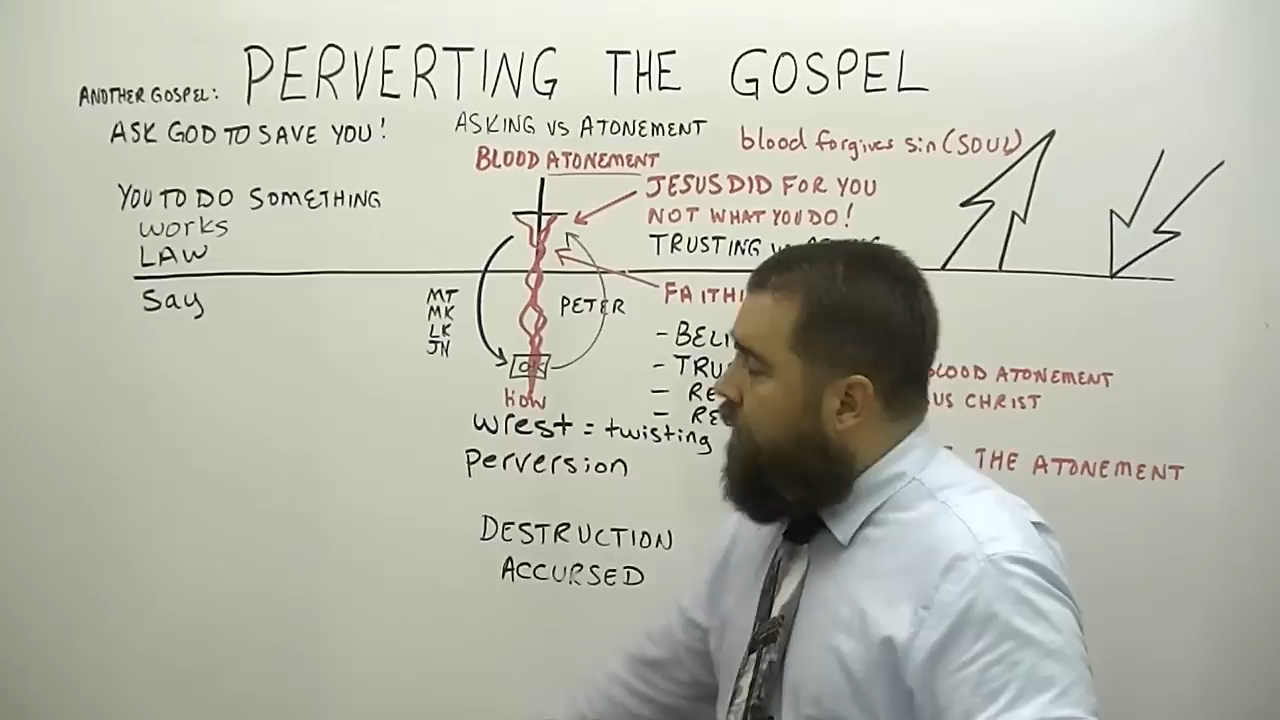 PERVERTING THE GOSPEL
ANOTHER GOSPEL:
ASK GOD TO SAVE YOU!
YOU TO DO SOMETHING
works
LAW
Say
ASKING VS ATONEMENT
BLOOD ATONEMENT
blood forgives sin (SOUL)
JESUS DID FOR YOU
NOT WHAT YOU DO!
TRUSTING
MT
MK
LK
JN
PETER
HOW
wrest = twisting
perversion
DESTRUCTION
ACCURSED
BLOOD ATONEMENT
CHRIST
THE ATONEMENT